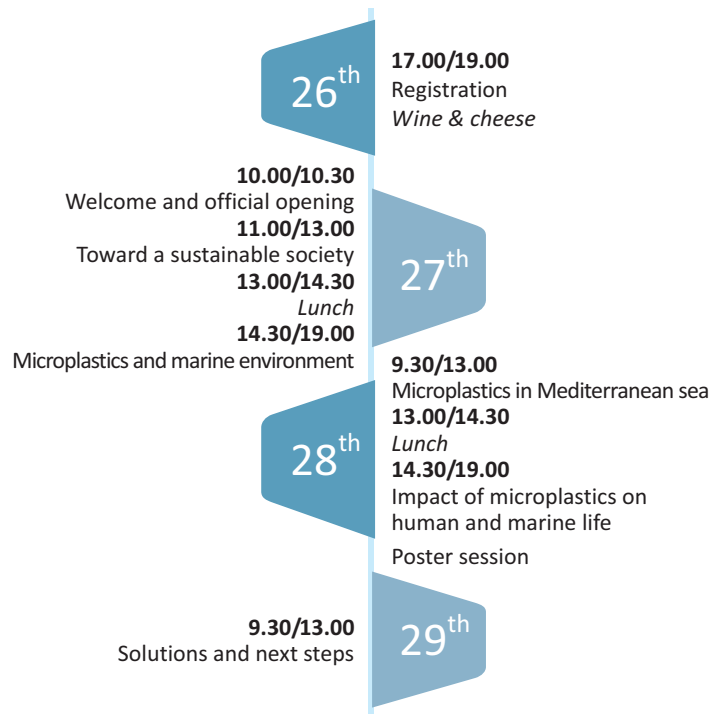 26th
17.00/19.00
Registration
Wine & cheese
10.00/10.30
Welcome and official opening
11.00/13.00
Toward a sustainable society
13.00/14.30
Lunch
14.30/19.00
Microplastics and marine environment
27th
9.30/13.00
Microplastics in Mediterranean sea
13.00/14.30
Lunch
14.30/19.00
Impact of microplastics on
human and marine life
Poster session
28th
9.30/13.00
Solutions and next steps
29th